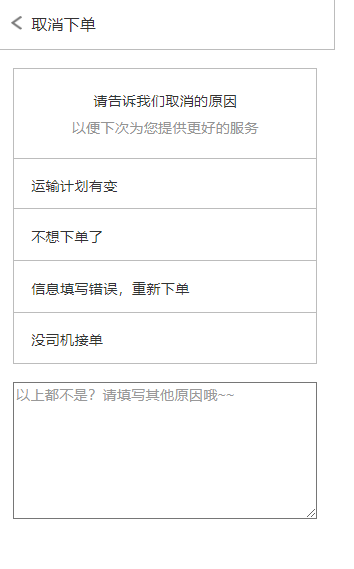 取消下单
请告诉我们取消的原因
以便下次为您提供更好的服务
运输计划有变
不想下单了
信息填写错误，重新下单
没司机接单
以上都不是？请填写其他原因哦~~